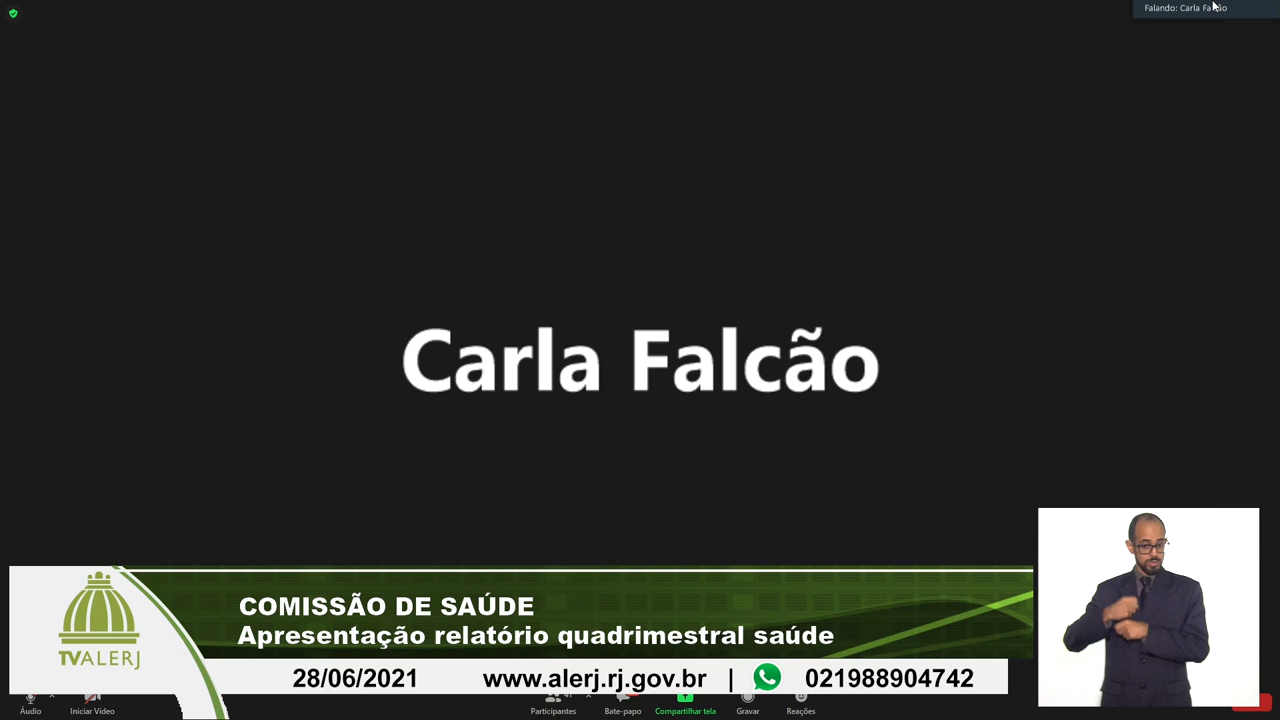 Falando: Carla Falcão
Carla Falcão
COMISSÃO DE SAÚDE
Apresentação relatório quadrimestral saúde
TVALERJ
28/06/2021 www.alerj.rj.gov.br | 021988904742
Áudio Iniciar Vídeo Participantes Bate-papo Compartilhar tela Gravar Reações